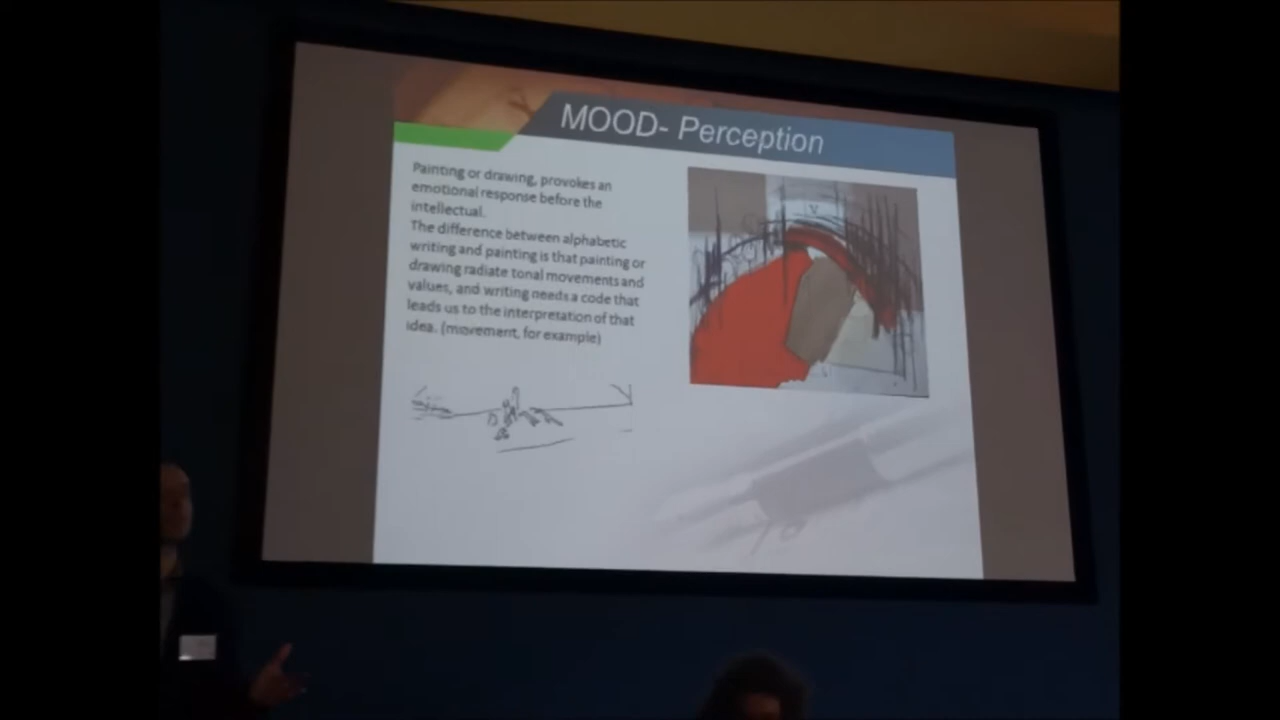 MOOD- Perception
Painting or drawing, provokes an
emotional response before the
intellectual.
The difference between alphabetic
writing and painting is that painting or
drawing radiate tonal movements and
values, and writing needs a code that
leads us to the interpretation of that
idea. (movement, for example)